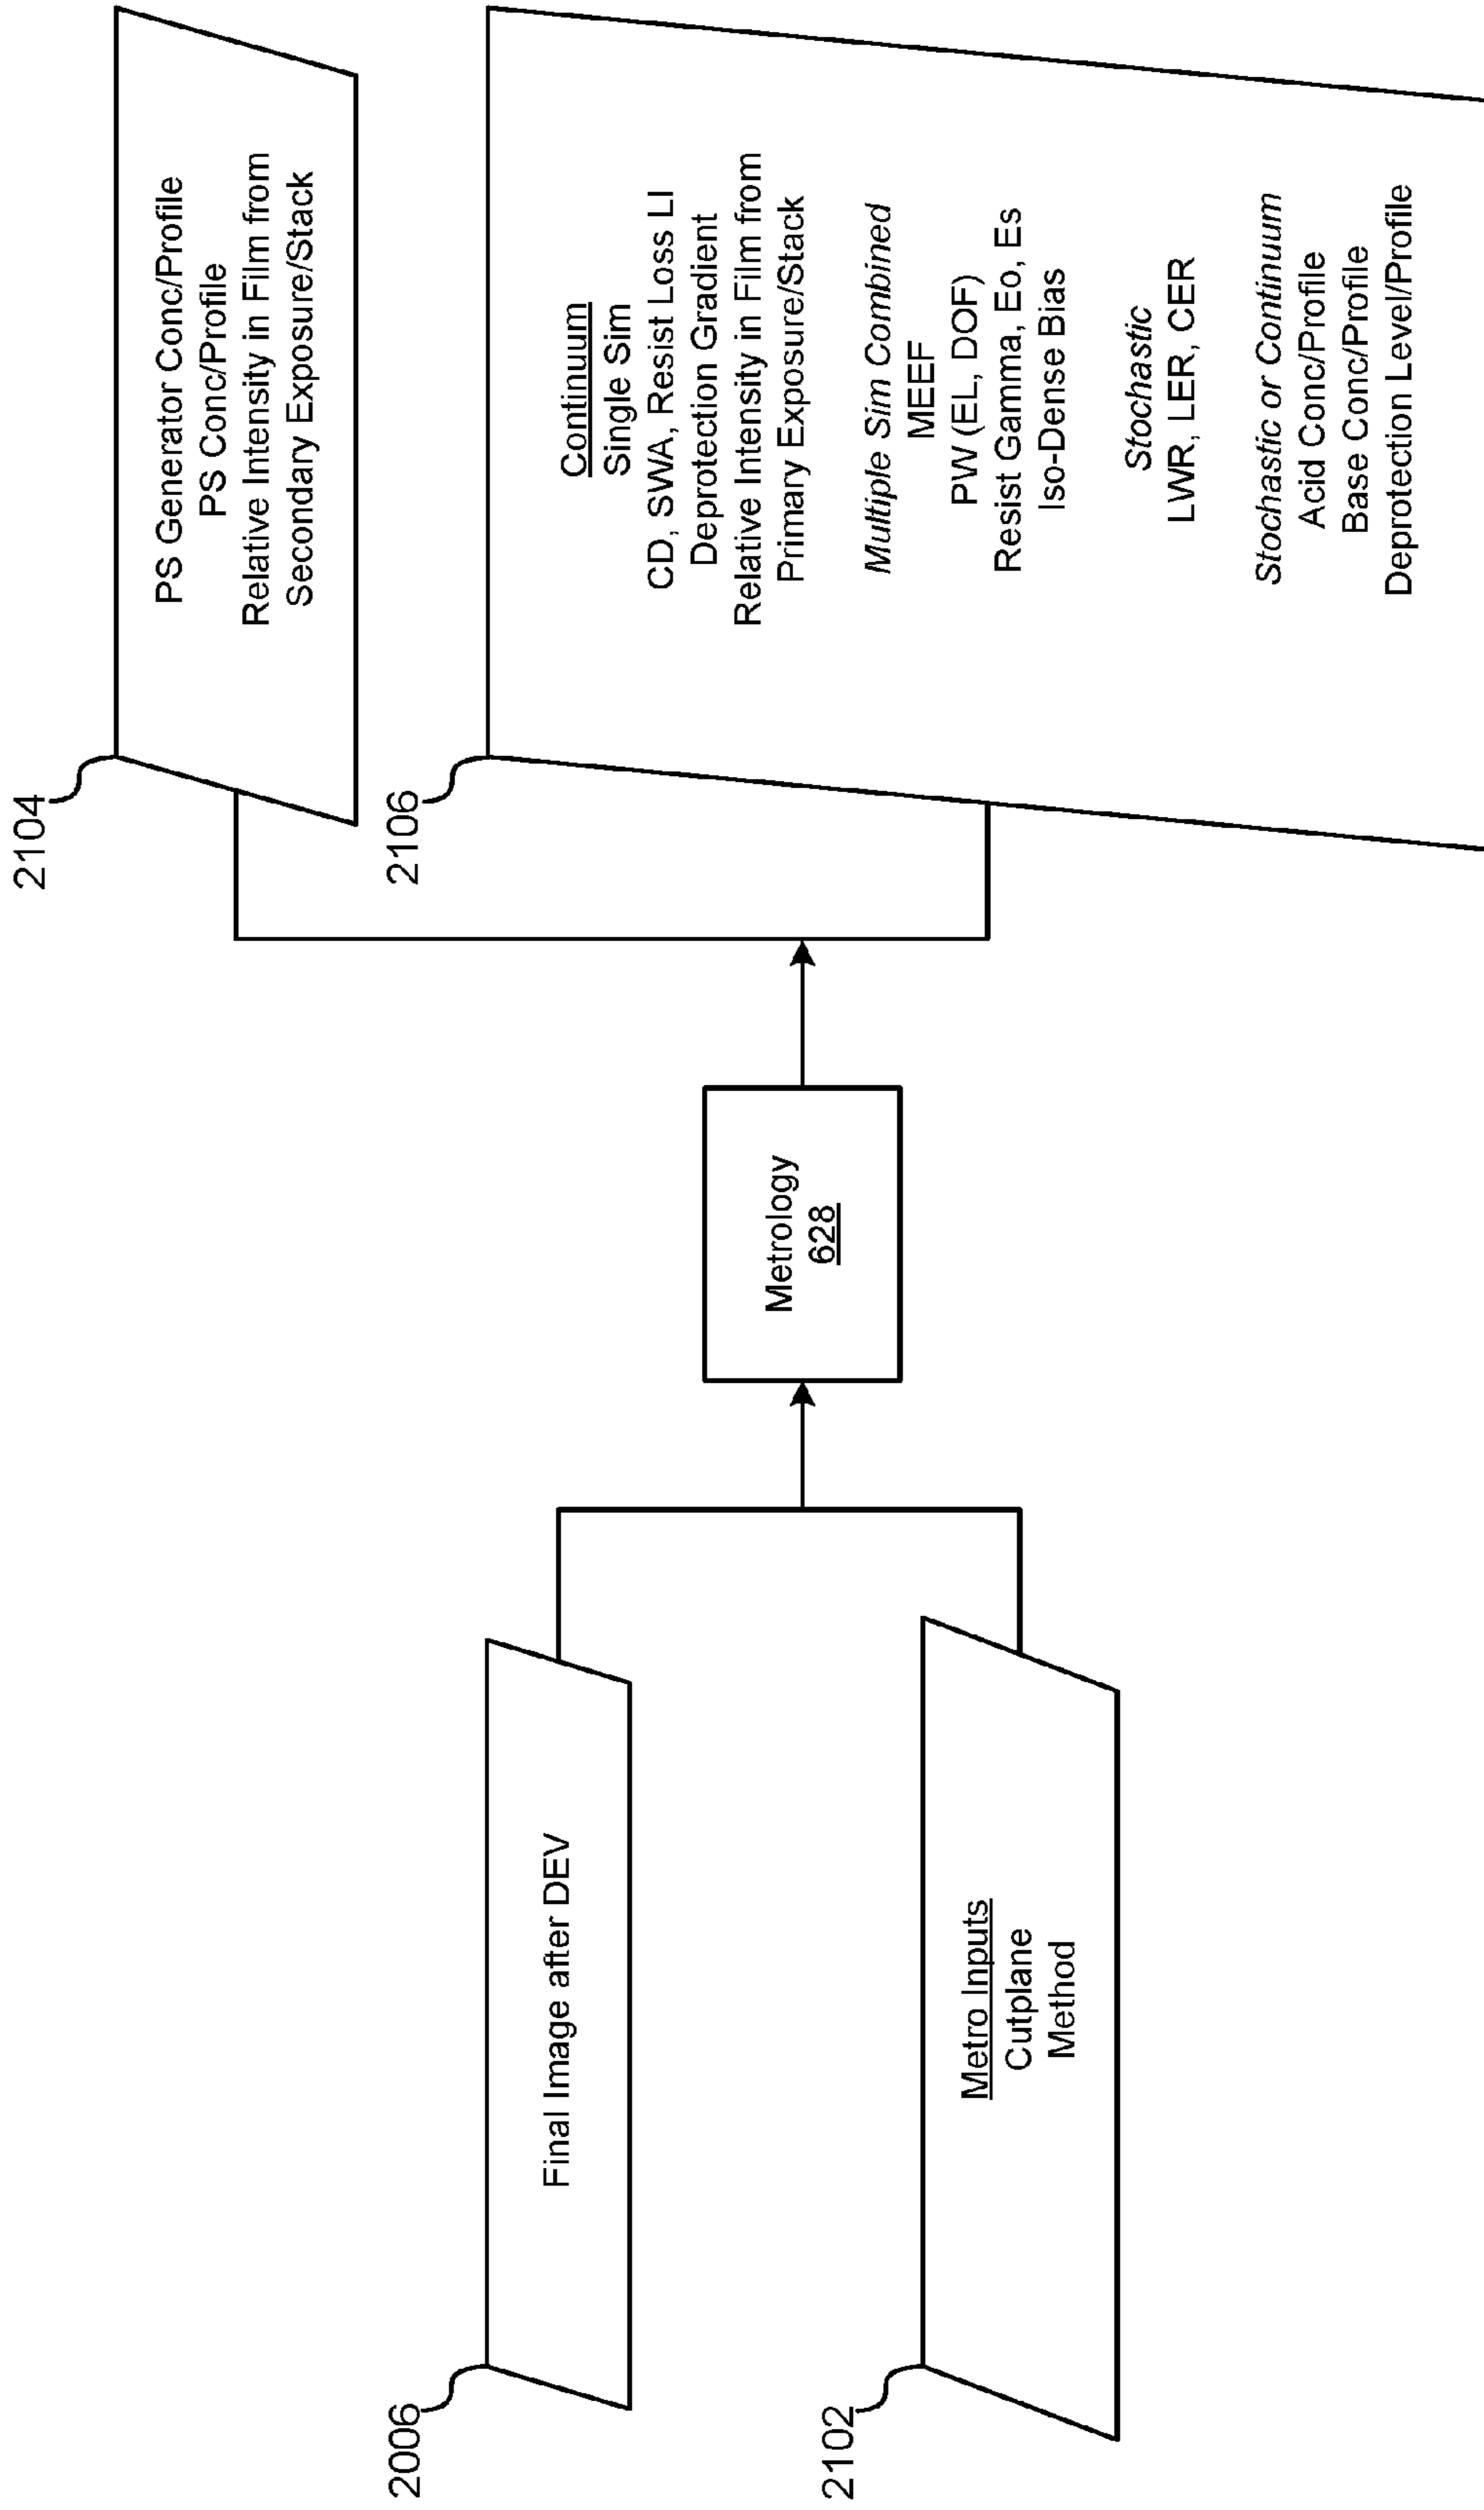 2006
Final Image after DEV
2102
Metro Inputs
Cutplane
Method
Metrology
628
2104
PS Generator Conc/Profile
PS Conc/Profile
Relative Intensity in Film from
Secondary Exposure/Stack
2106
Continuum
Single Sim
CD, SWA, Resist Loss LI
Deprotection Gradient
Relative Intensity in Film from
Primary Exposure/Stack
Multiple Sim Combined
MEEF
PW (EL, DOF)
Resist Gamma, Eo, Es
Iso-Dense Bias
Stochastic
LWR, LER, CER
Stochastic or Continuum
Acid Conc/Profile
Base Conc/Profile
Deprotection Level/Profile